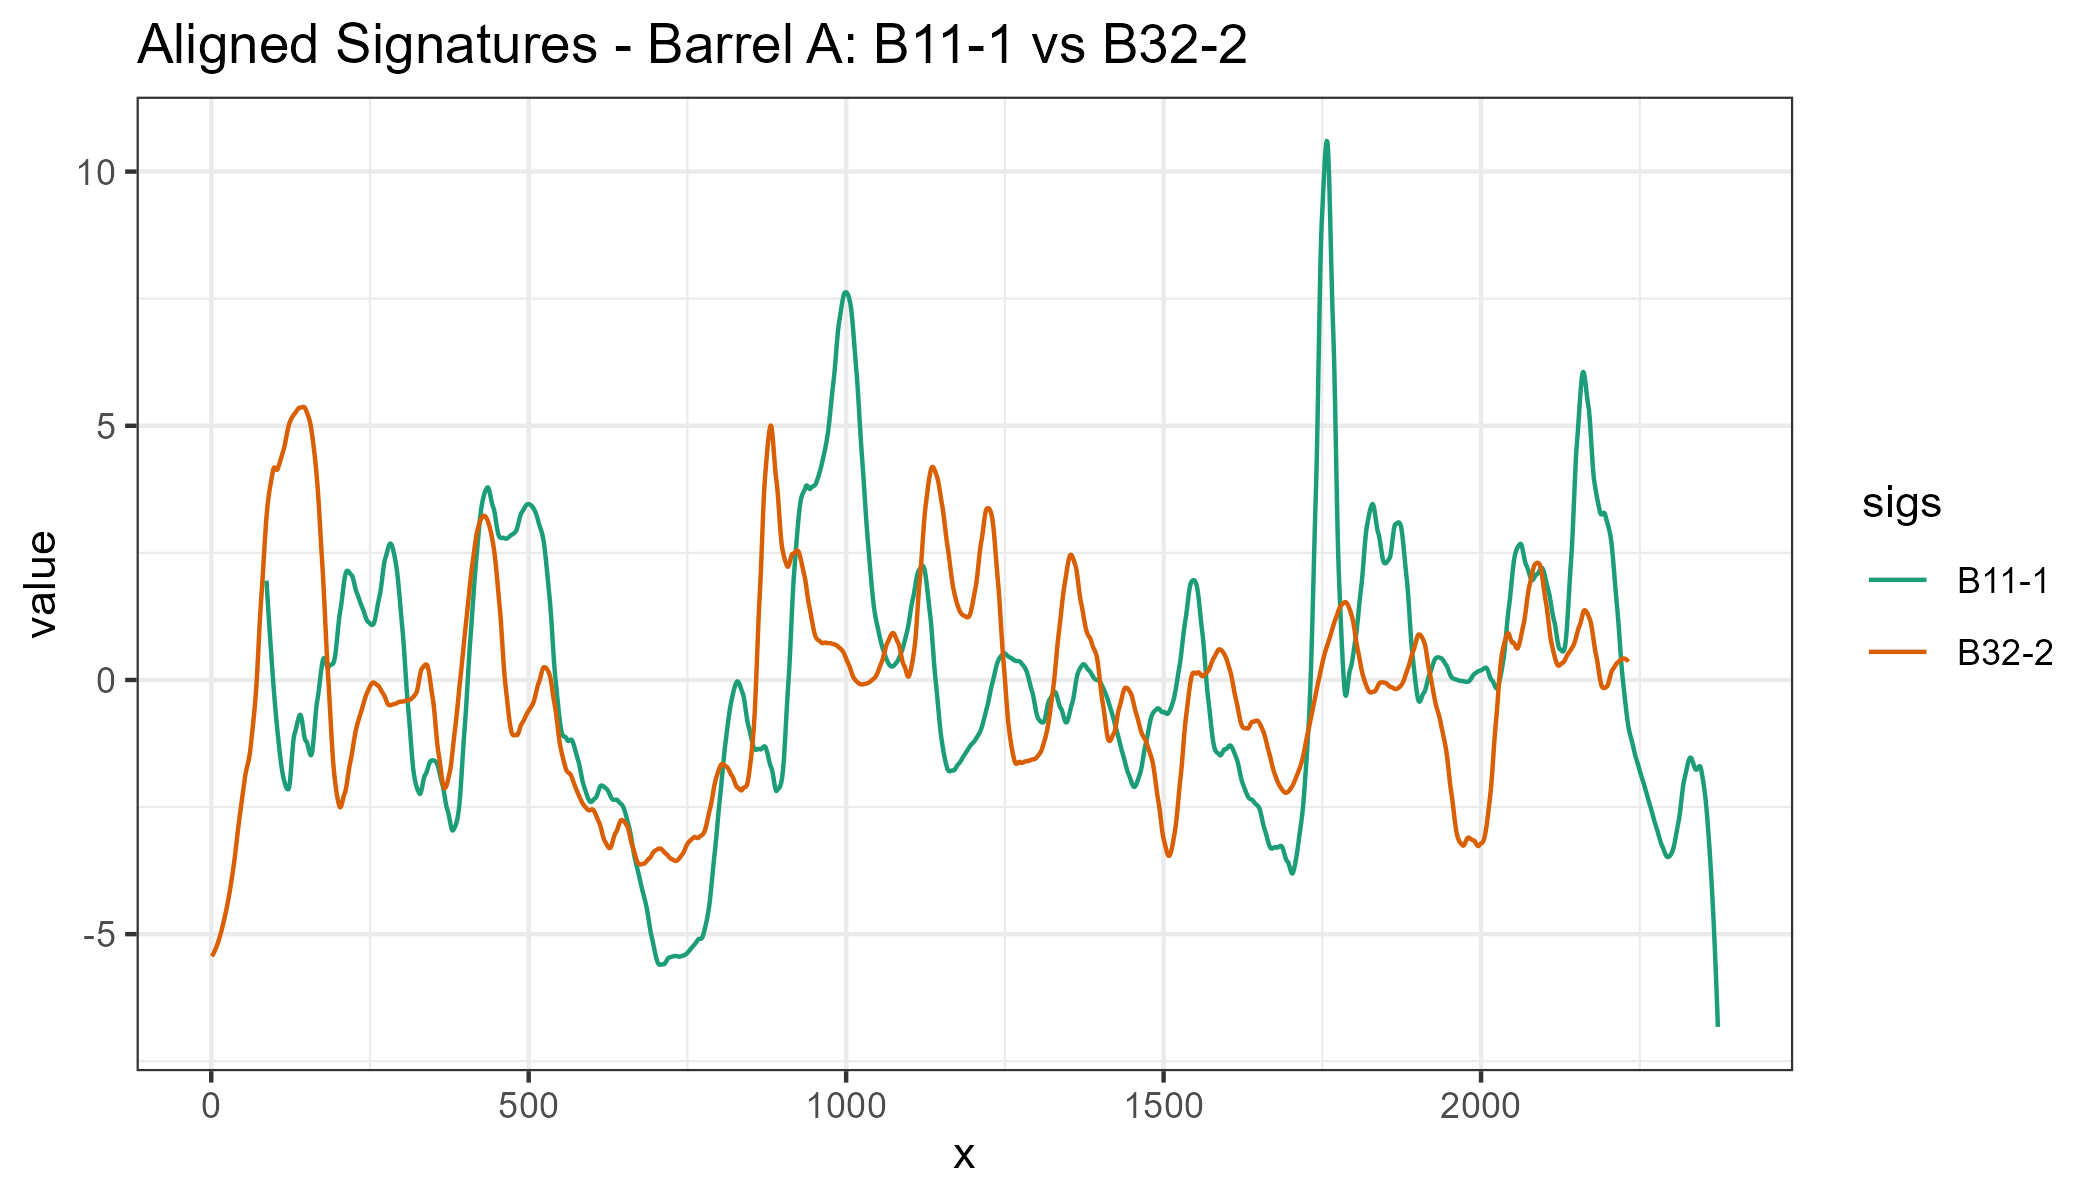 Aligned Signatures - Barrel A: B11-1 vs B32-2
value
10
5
0
-5
0 500 1000 1500 2000
x
sigs
B11-1
B32-2